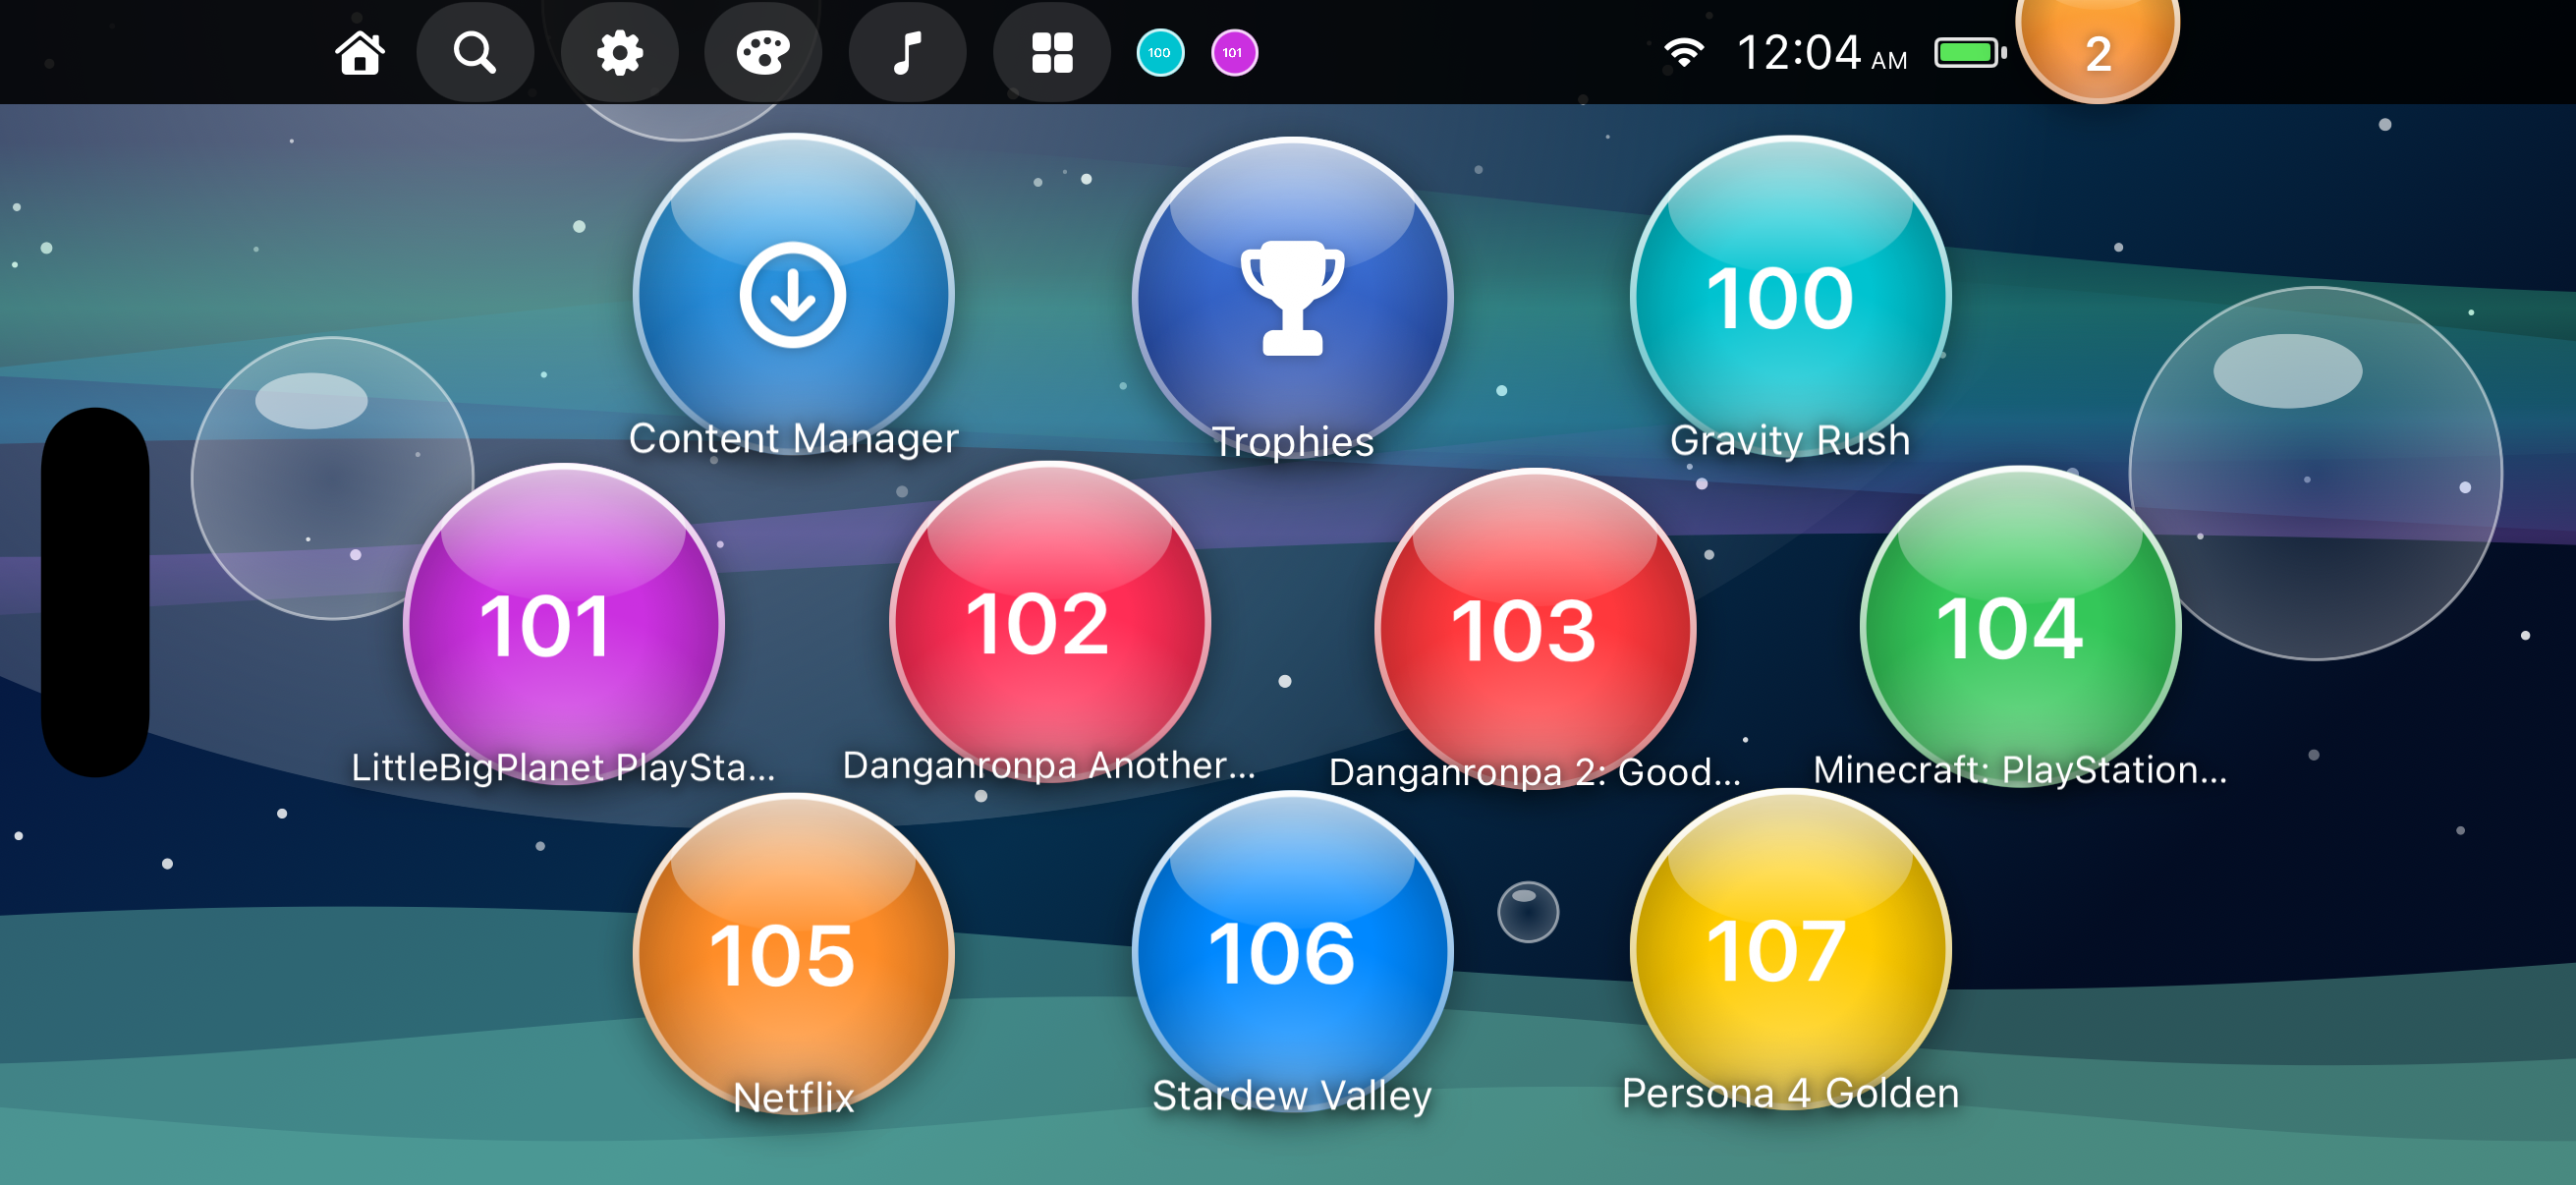 100
101
12:04 AM
2
Content Manager
Trophies
100
Gravity Rush
101
LittleBigPlanet PlaySta...
102
Danganronpa Another...
103
Danganronpa 2: Good...
104
Minecraft: PlayStation...
105
Netflix
106
Stardew Valley
107
Persona 4 Golden